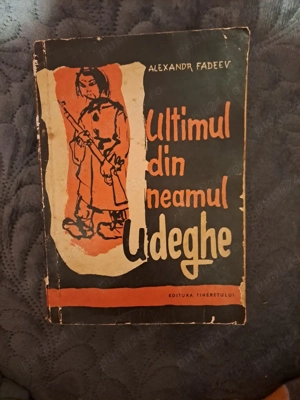 ALEXANDR FADEEV
Ultimul
din
neamul
Udeghe
EDITURA TINERETULUI